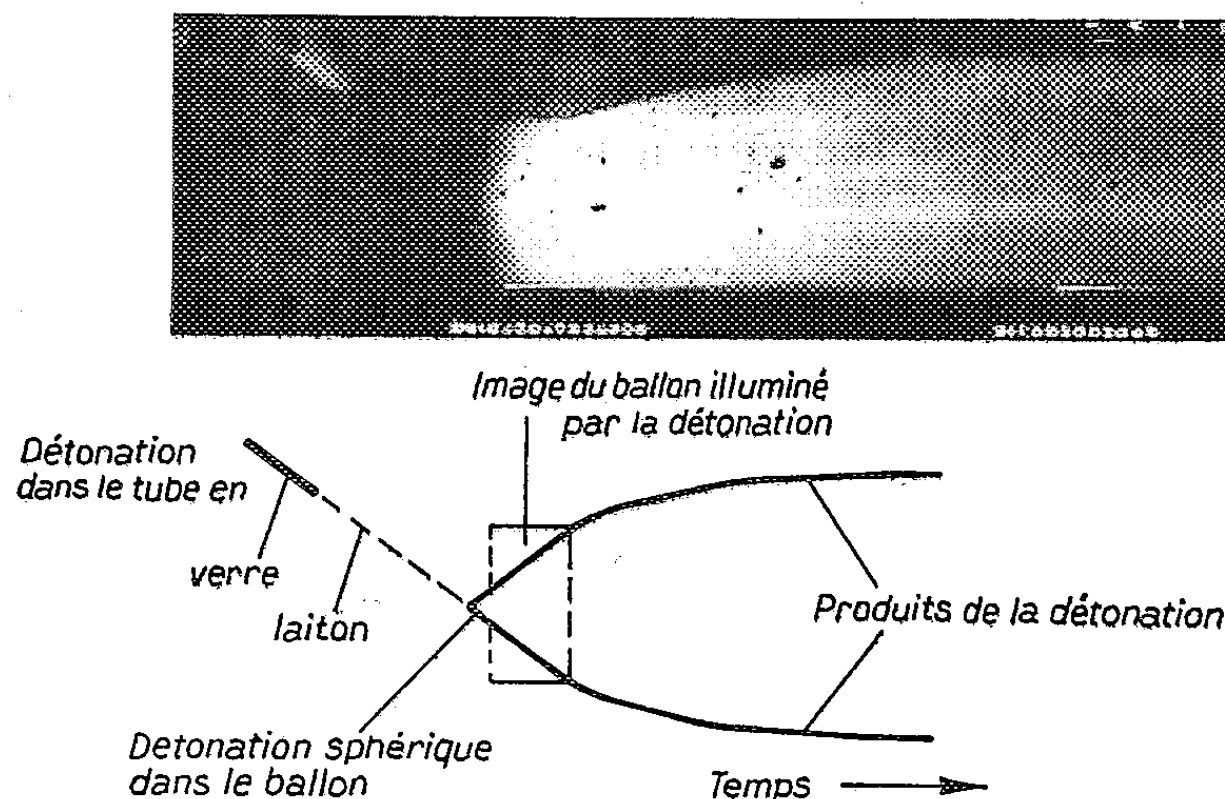 Image du ballon illuminé
par la détonation
Détonation
dans le tube en
verre
laiton
Produits de la détonation
Detonation sphérique
dans le ballon
Temps